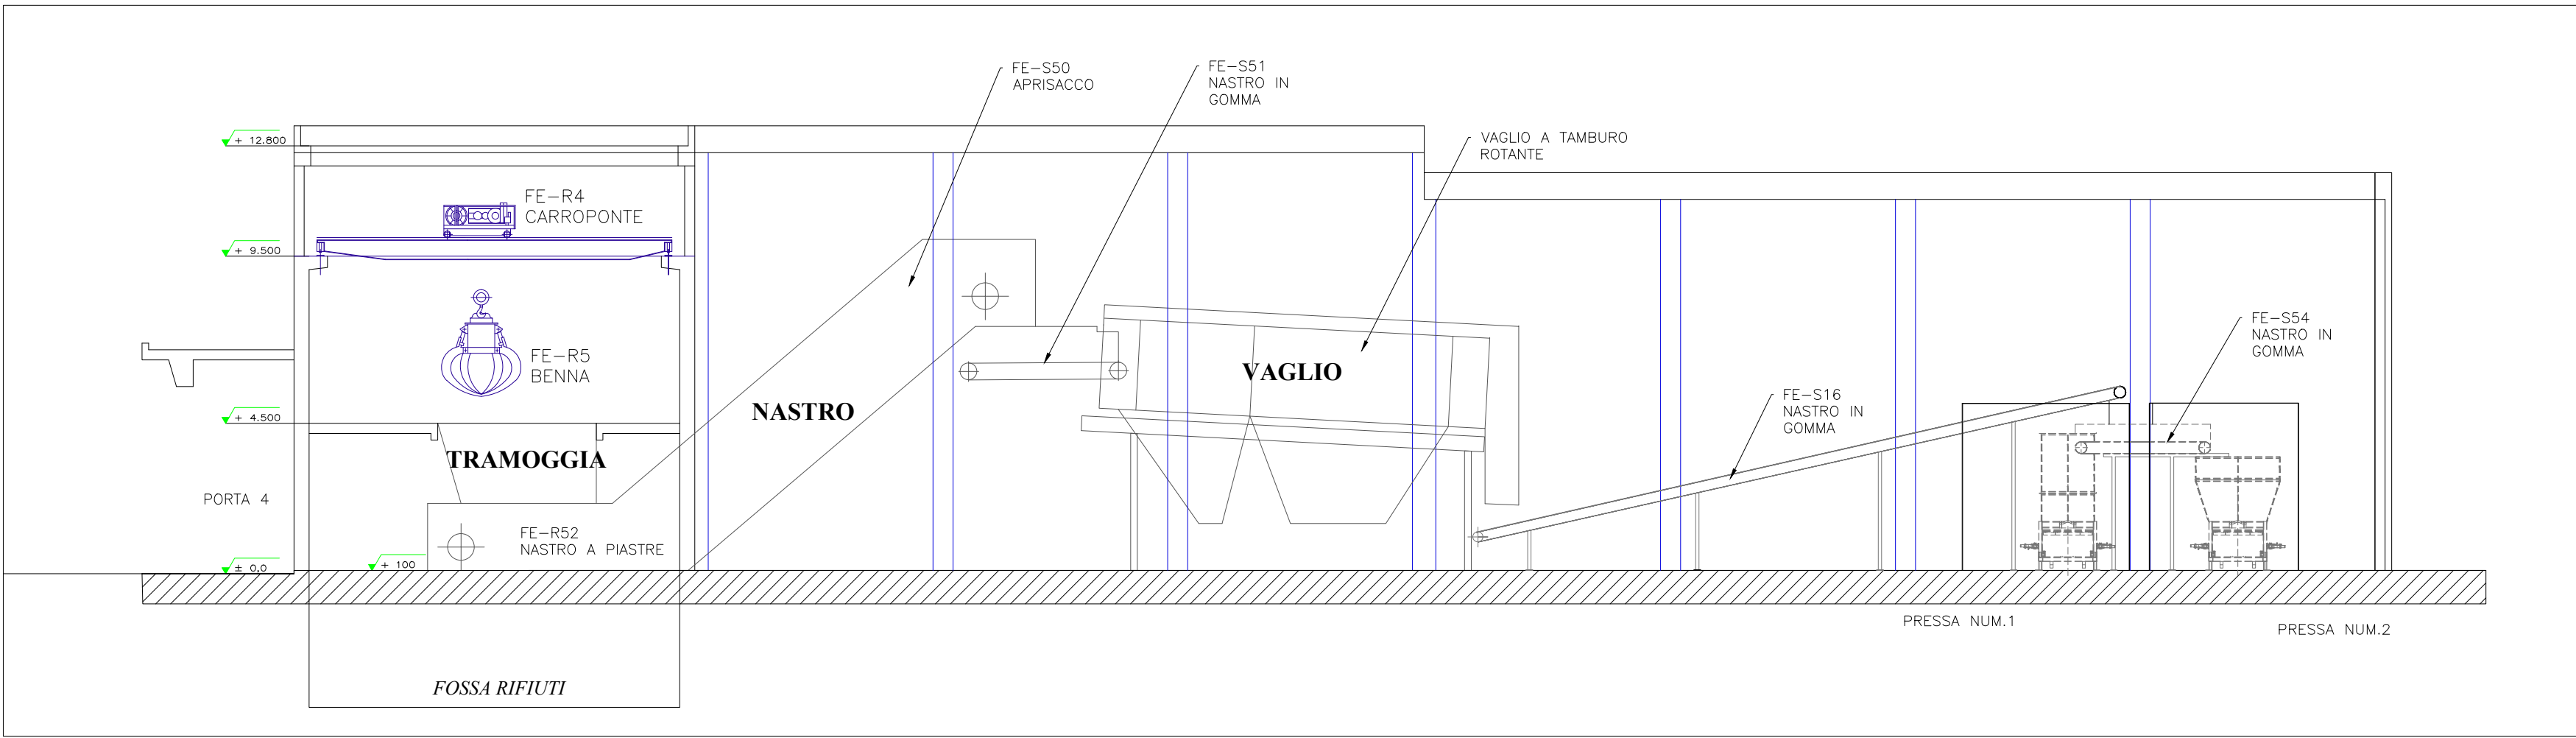 FE-S50
APRISACCO
FE-S51
NASTRO IN
GOMMA
VAGLIO A TAMBURO
ROTANTE
+ 12.800
FE-R4
CARROPONTE
+ 9.500
FE-R5
BENNA
+ 4.500
NASTRO
VAGLIO
FE-S54
NASTRO IN
GOMMA
FE-S16
NASTRO IN
GOMMA
TRAMOGGIA
PORTA 4
FE-R52
NASTRO A PIASTRE
± 0,0
+ 100
PRESSA NUM.1
PRESSA NUM.2
FOSSA RIFIUTI